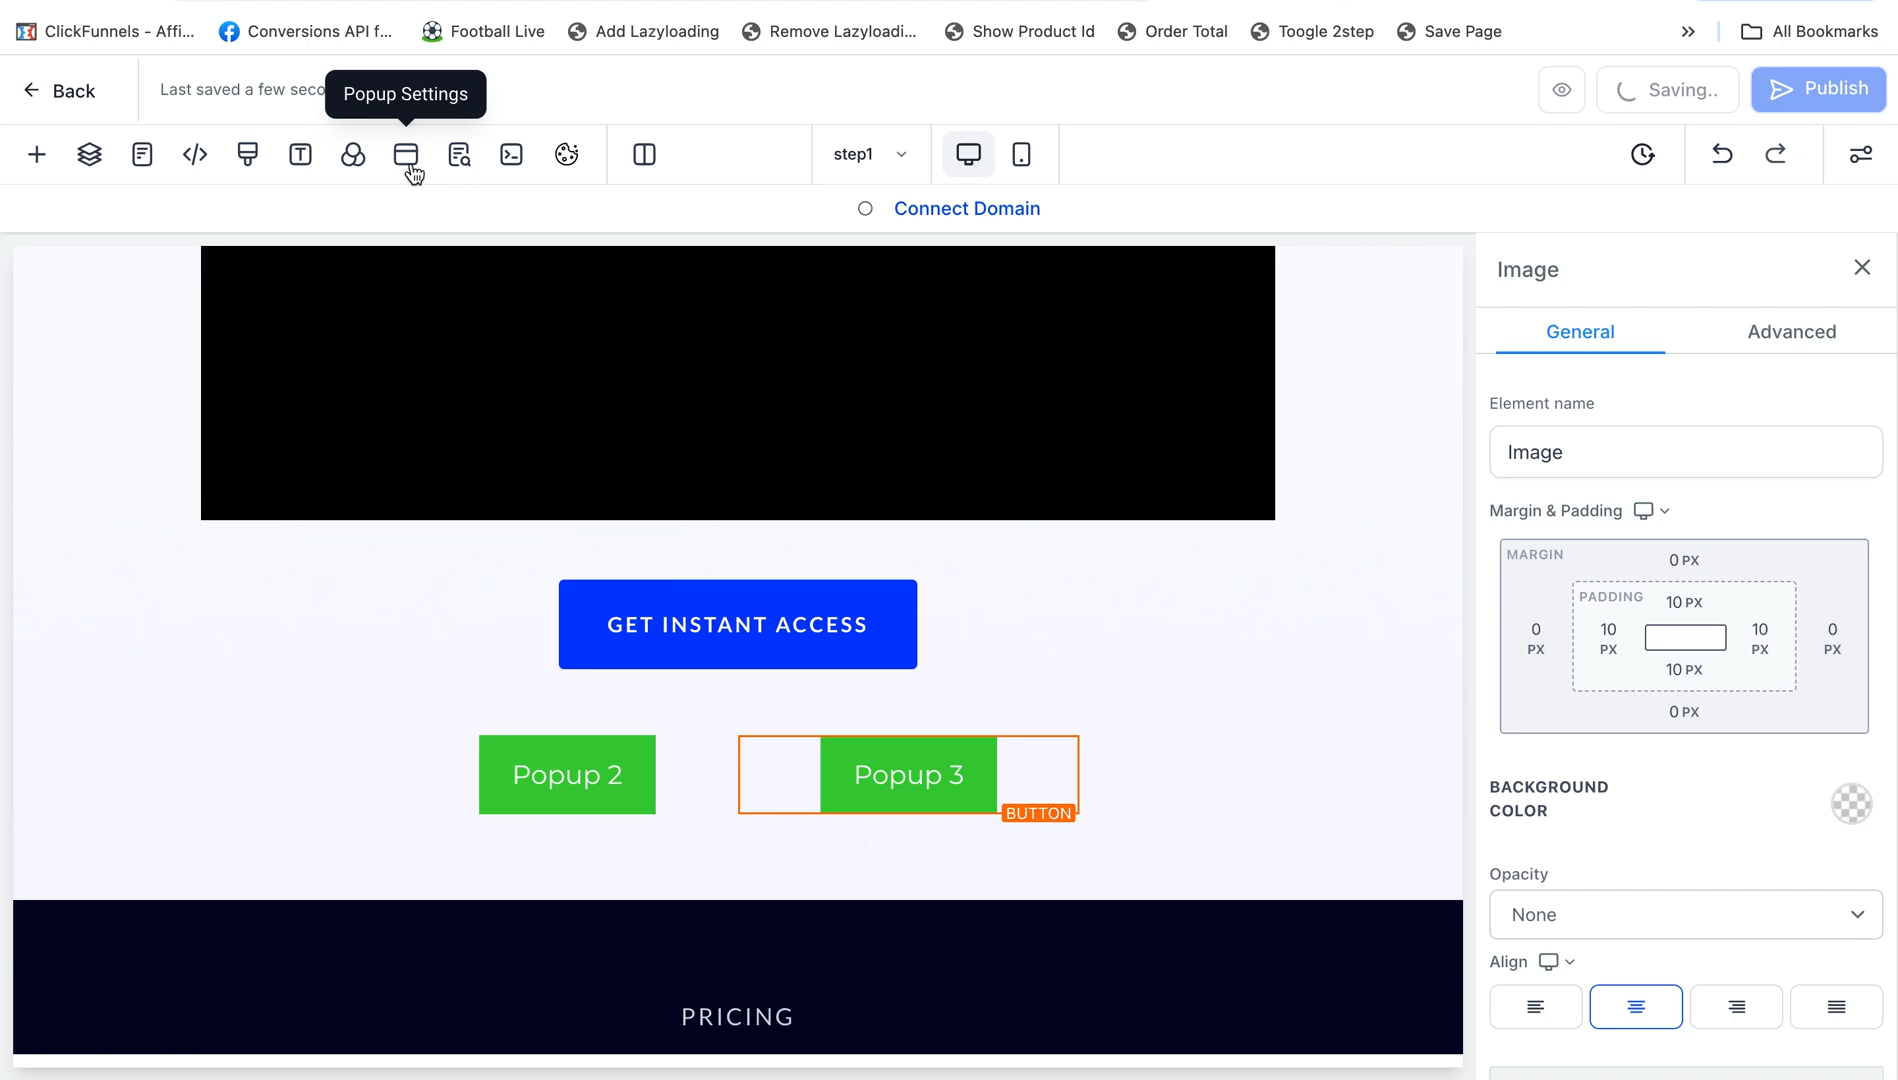 ClickFunnels - Affi...
Conversions API f...
Football Live
Add Lazyloading
Remove Lazyloadi...
Show Product Id
Order Total
Toogle 2step
Save Page
All Bookmarks
Back
Last saved a few seco
Popup Settings
Saving..
Publish
step1
Connect Domain
Image
General
Advanced
Element name
Image
Margin & Padding
MARGIN
0 PX
PADDING
10 PX
0 PX
10 PX
10 PX
0 PX
10 PX
0 PX
GET INSTANT ACCESS
Popup 2
Popup 3
BUTTON
BACKGROUND
COLOR
Opacity
None
Align
PRICING